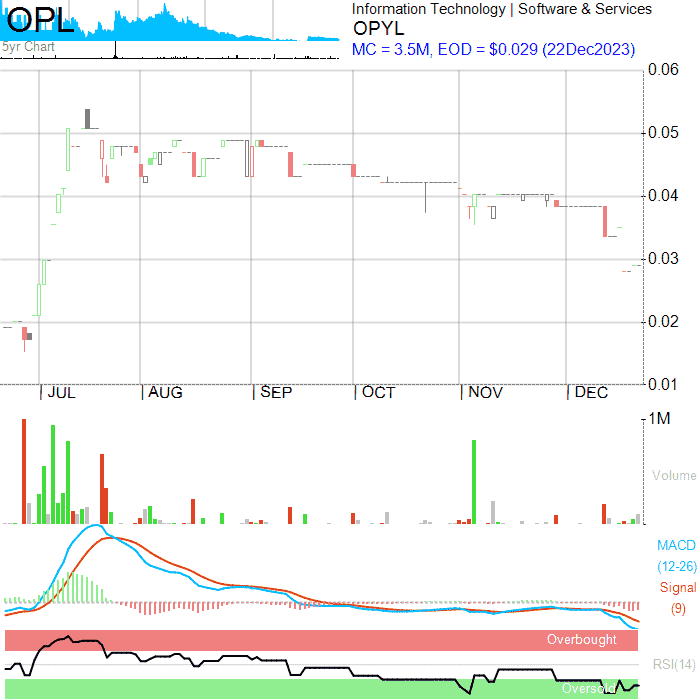 OPL
Information Technology | Software & Services
OPYL
5yr Chart
MC = 3.5M, EOD = $0.029 (22Dec2023)
0.06
0.05
0.04
0.03
0.02
0.01
JUL AUG SEP OCT NOV DEC
1M
Volume
MACD
(12-26)
Signal
(9)
Overbought
RSI(14)
Oversold